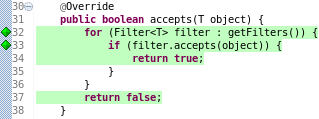 30 @Override
31 public boolean accepts(T object) {
32 for (Filter<T> filter : getFilters()) {
33 if (filter.accepts(object)) {
34 return true;
35 }
36 }
37 return false;
38 }